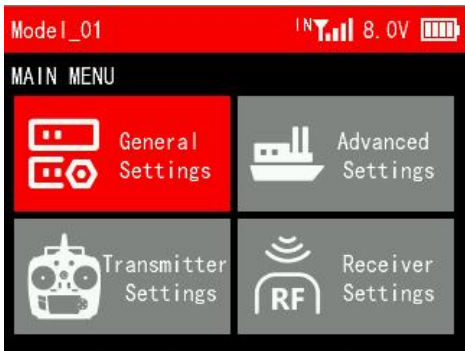 Model_01
IN 8.0V
MAIN MENU
General
Settings
Advanced
Settings
Transmitter
Settings
RF
Receiver
Settings